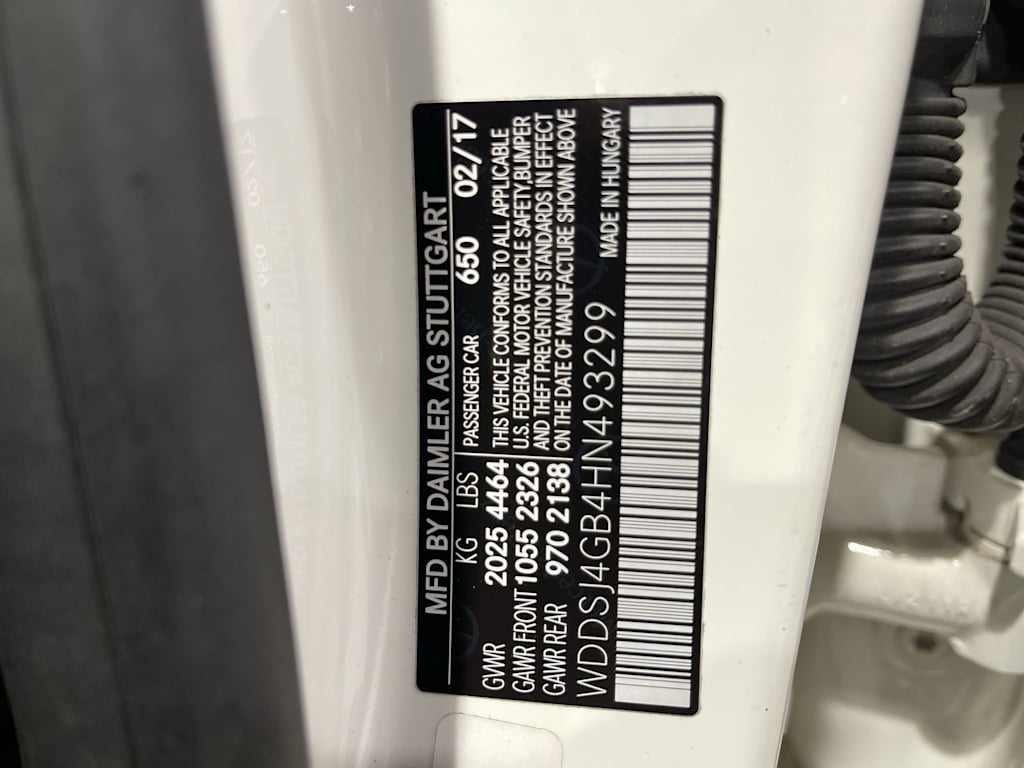 MFD BY DAIMLER AG STUTTGART
KG LBS PASSENGER CAR 650 02/17
GWR 2025 4464 THIS VEHICLE CONFORMS TO ALL APPLICABLE
GAWR FRONT 1055 2326 U.S. FEDERAL MOTOR VEHICLE SAFETY, BUMPER
GAWR REAR 970 2138 AND THEFT PREVENTION STANDARDS IN EFFECT
ON THE DATE OF MANUFACTURE SHOWN ABOVE
WDDSJ4GB4HN493299 MADE IN HUNGARY